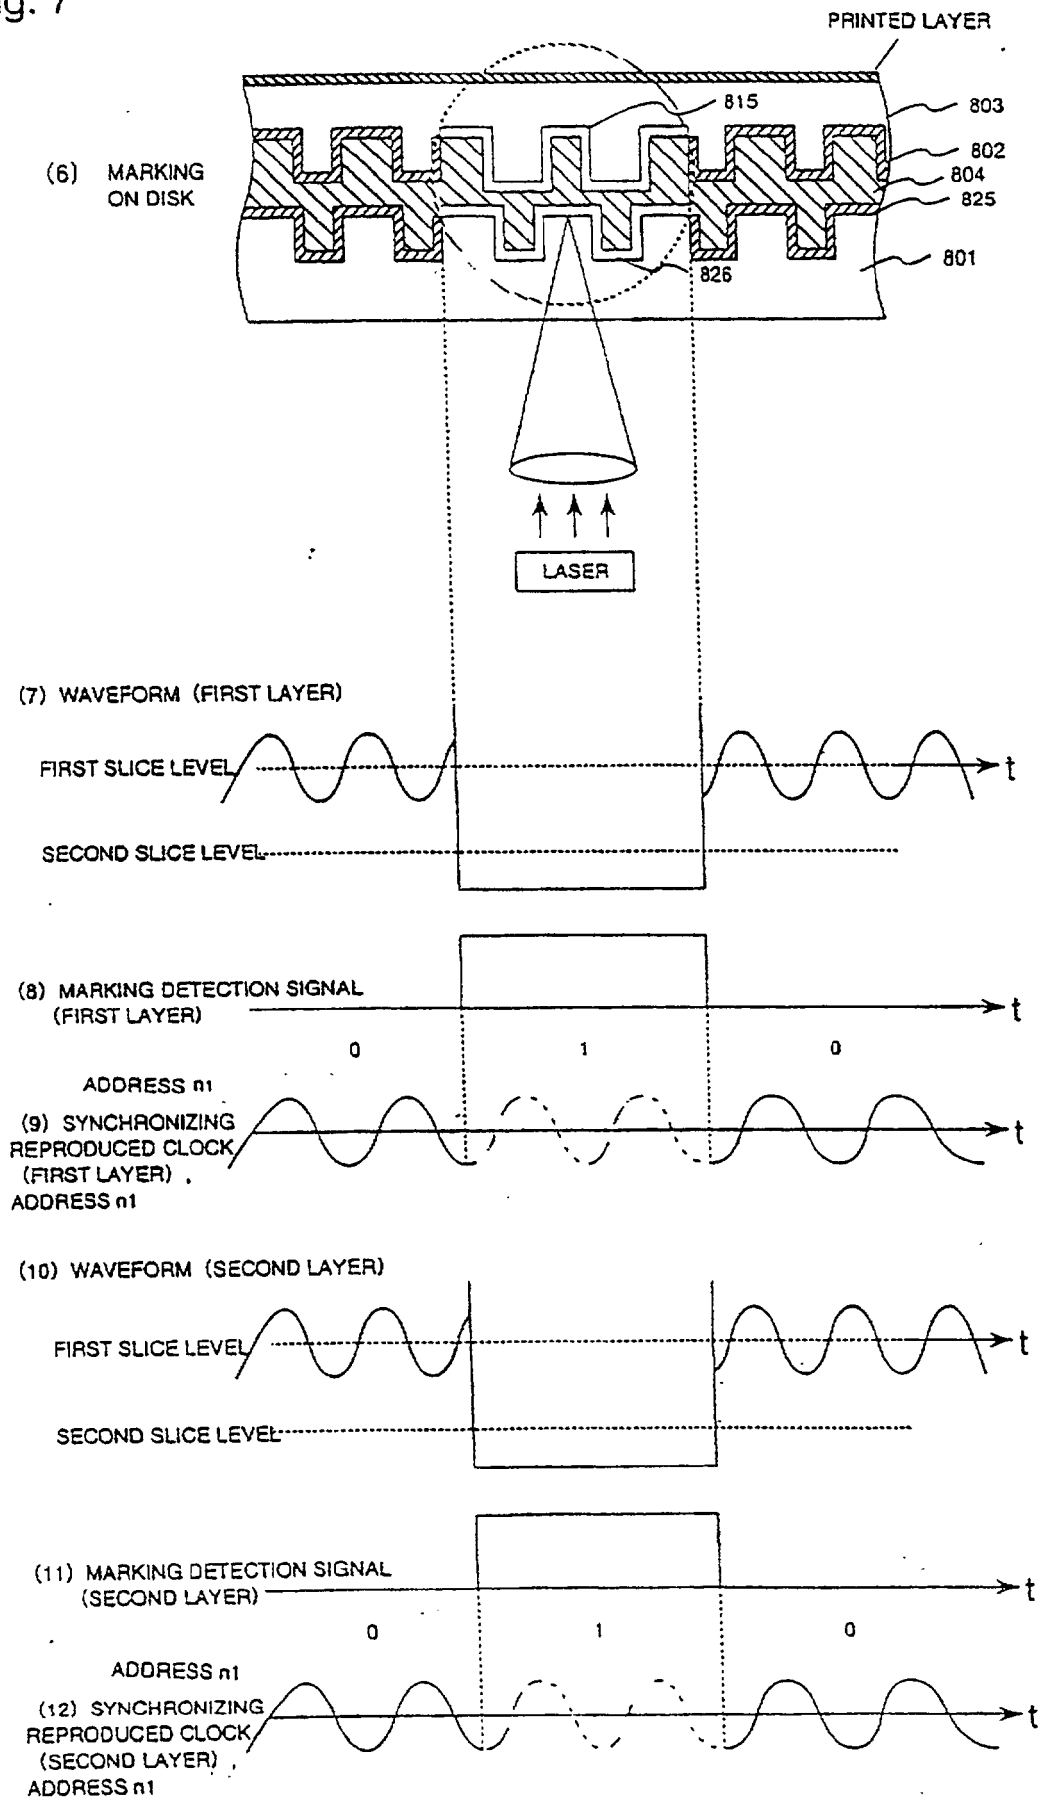 g. 7
PRINTED LAYER
815
803
(6) MARKING
ON DISK
802
804
825
801
826
LASER
(7) WAVEFORM (FIRST LAYER)
FIRST SLICE LEVEL
t
SECOND SLICE LEVEL
(8) MARKING DETECTION SIGNAL
(FIRST LAYER)
t
0 1 0
ADDRESS n1
(9) SYNCHRONIZING
REPRODUCED CLOCK
(FIRST LAYER),
ADDRESS n1
t
(10) WAVEFORM (SECOND LAYER)
FIRST SLICE LEVEL
t
SECOND SLICE LEVEL
(11) MARKING DETECTION SIGNAL
(SECOND LAYER)
t
0 1 0
ADDRESS n1
(12) SYNCHRONIZING
REPRODUCED CLOCK
(SECOND LAYER),
ADDRESS n1
t